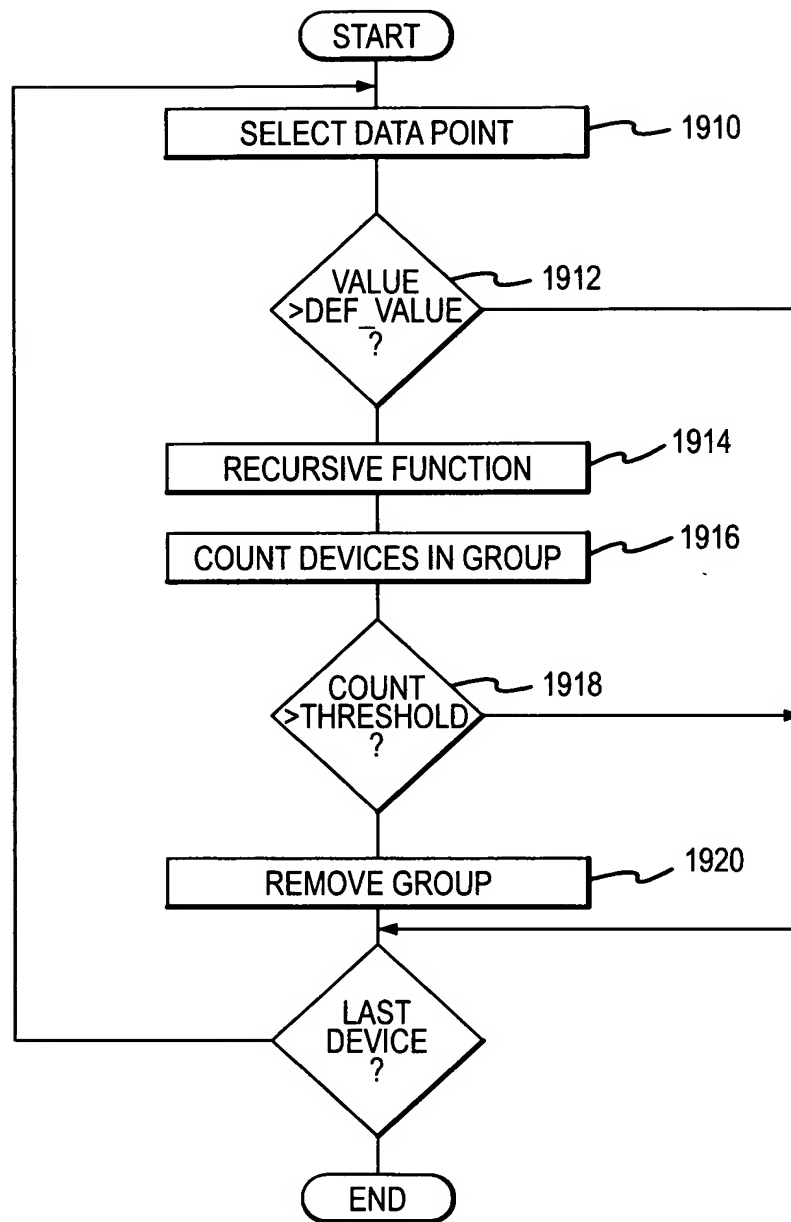 START
SELECT DATA POINT
1910
VALUE
>DEF_VALUE
?
1912
RECURSIVE FUNCTION
1914
COUNT DEVICES IN GROUP
1916
COUNT
>THRESHOLD
?
1918
REMOVE GROUP
1920
LAST
DEVICE
?
END